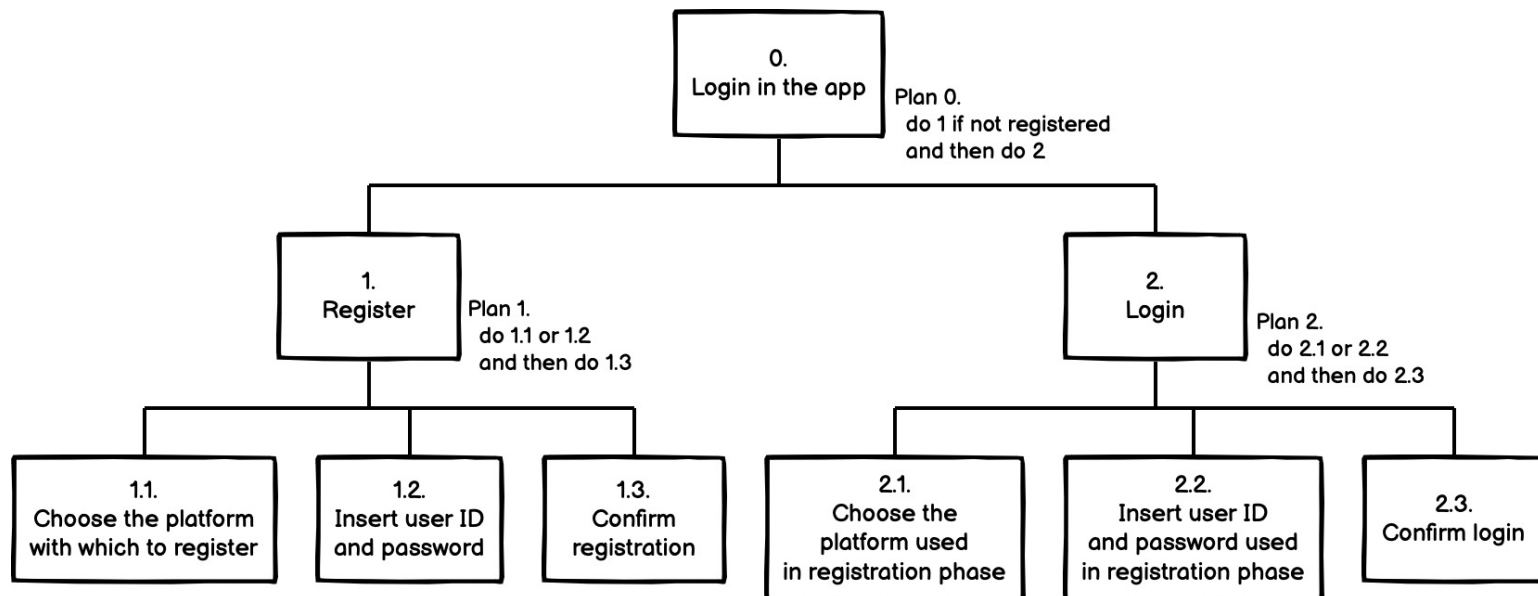 0.
Login in the app
Plan 0.
do 1 if not registered
and then do 2
1.
Register
Plan 1.
do 1.1 or 1.2
and then do 1.3
2.
Login
Plan 2.
do 2.1 or 2.2
and then do 2.3
1.1.
Choose the platform
with which to register
1.2.
Insert user ID
and password
1.3.
Confirm
registration
2.1.
Choose the
platform used
in registration phase
2.2.
Insert user ID
and password used
in registration phase
2.3.
Confirm login